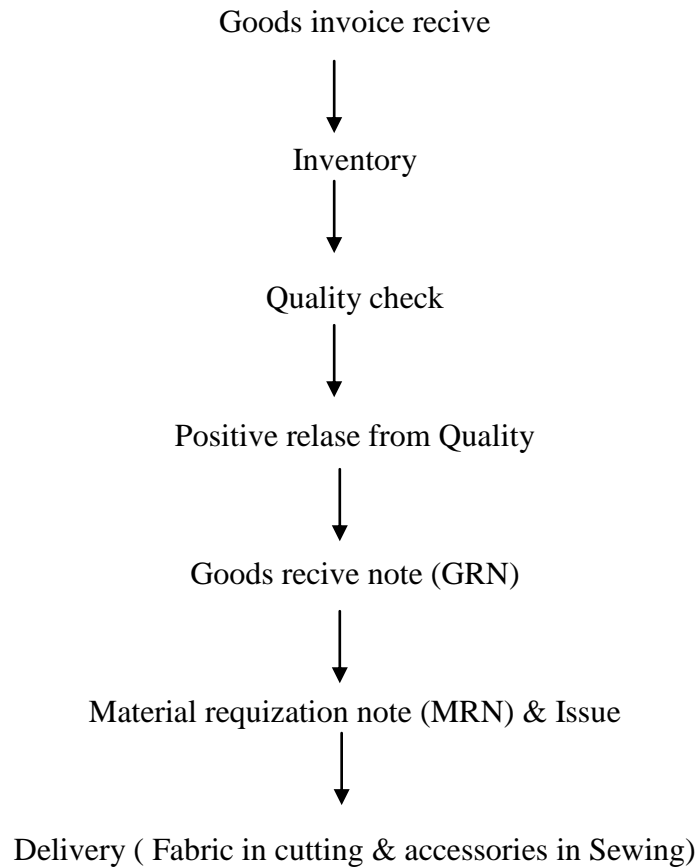 Goods invoice recive
Inventory
Quality check
Positive relase from Quality
Goods recive note (GRN)
Material requization note (MRN) & Issue
Delivery ( Fabric in cutting & accessories in Sewing)